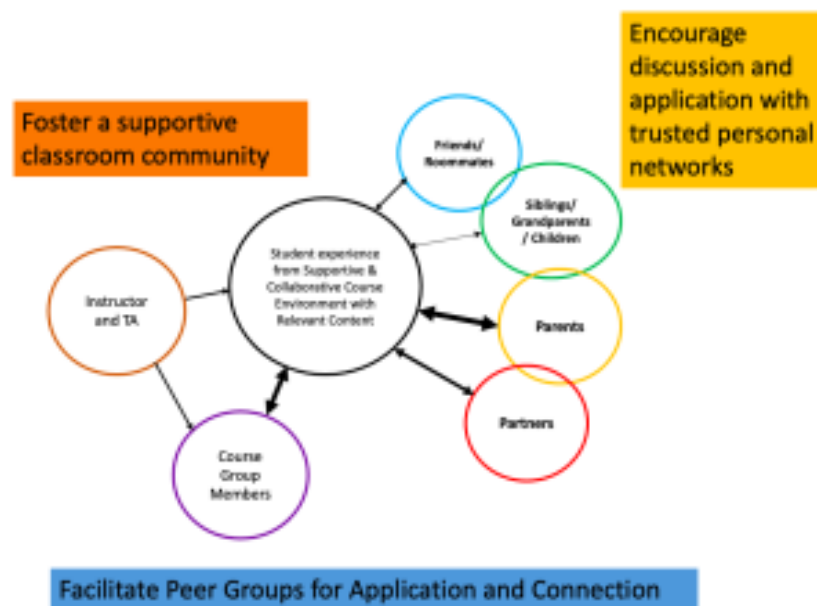 Encourage
discussion and
application with
trusted personal
networks
Foster a supportive
classroom community
Friends/
Roommates
Siblings/
Grandparents
/ Children
Student experience
from Supportive &
Collaborative Course
Environment with
Relevant Content
Instructor
and TA
Parents
Partners
Course
Group
Members
Facilitate Peer Groups for Application and Connection